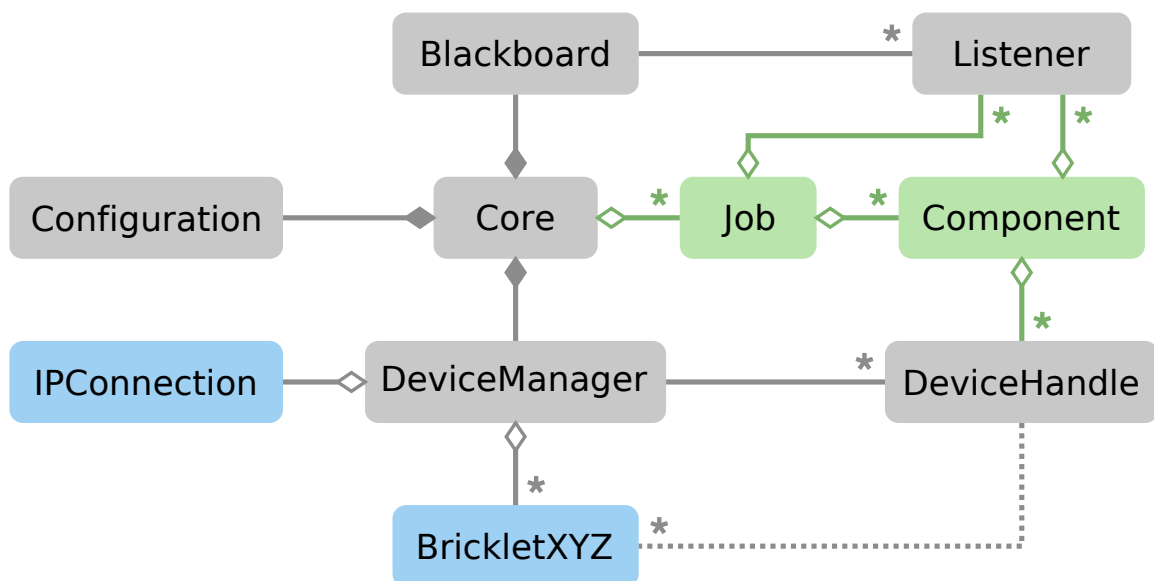 Blackboard
*
Listener
*
*
Configuration
Core
*
Job
*
Component
*
IPConnection
DeviceManager
*
DeviceHandle
*
BrickletXYZ
*